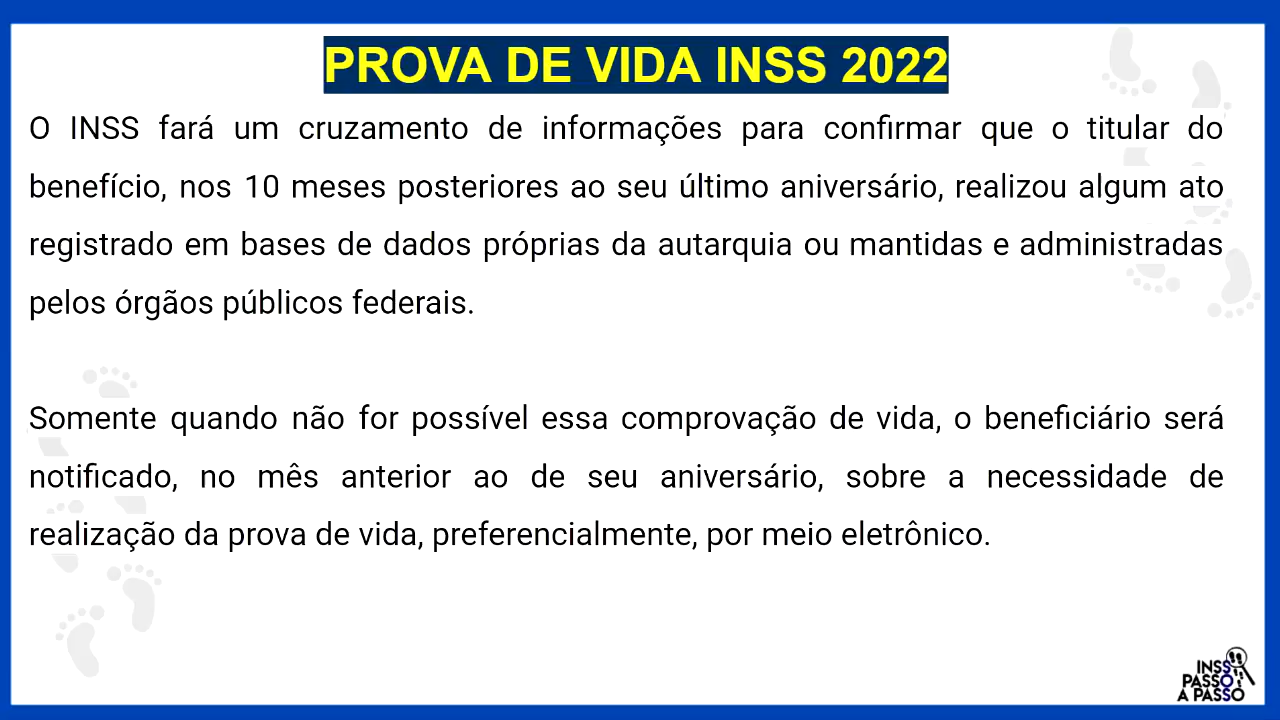 PROVA DE VIDA INSS 2022
O INSS fará um cruzamento de informações para confirmar que o titular do
benefício, nos 10 meses posteriores ao seu último aniversário, realizou algum ato
registrado em bases de dados próprias da autarquia ou mantidas e administradas
pelos órgãos públicos federais.
Somente quando não for possível essa comprovação de vida, o beneficiário será
notificado, no mês anterior ao de seu aniversário, sobre a necessidade de
realização da prova de vida, preferencialmente, por meio eletrônico.
INSS
PASSO
A PASSO